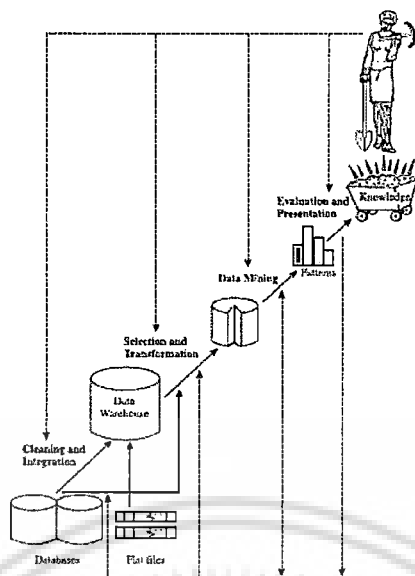 Evaluation and
Presentation
Knowledge
Data Mining
Patterns
Selection and
Transformation
Data
Warehouse
Cleaning and
Integration
Databases
Flat files